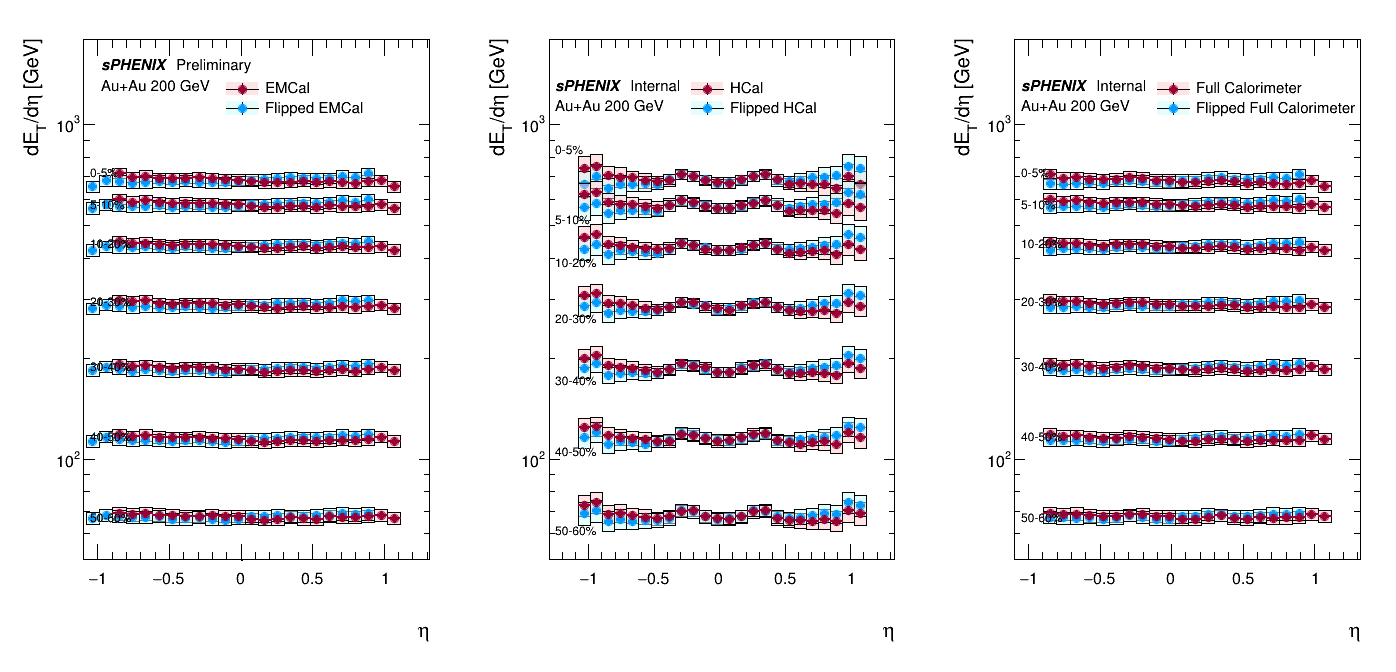 dE_T/dη [GeV]
sPHENIX Preliminary
Au+Au 200 GeV
EMCal
Flipped EMCal
10^3
10^2
0-5%
5-10%
10-20%
20-30%
30-40%
40-50%
50-60%
−1 −0.5 0 0.5 1
η
dE_T/dη [GeV]
sPHENIX Internal
Au+Au 200 GeV
HCal
Flipped HCal
10^3
10^2
0-5%
5-10%
10-20%
20-30%
30-40%
40-50%
50-60%
−1 −0.5 0 0.5 1
η
dE_T/dη [GeV]
sPHENIX Internal
Au+Au 200 GeV
Full Calorimeter
Flipped Full Calorimeter
10^3
10^2
0-5%
5-10%
10-20%
20-30%
30-40%
40-50%
50-60%
−1 −0.5 0 0.5 1
η